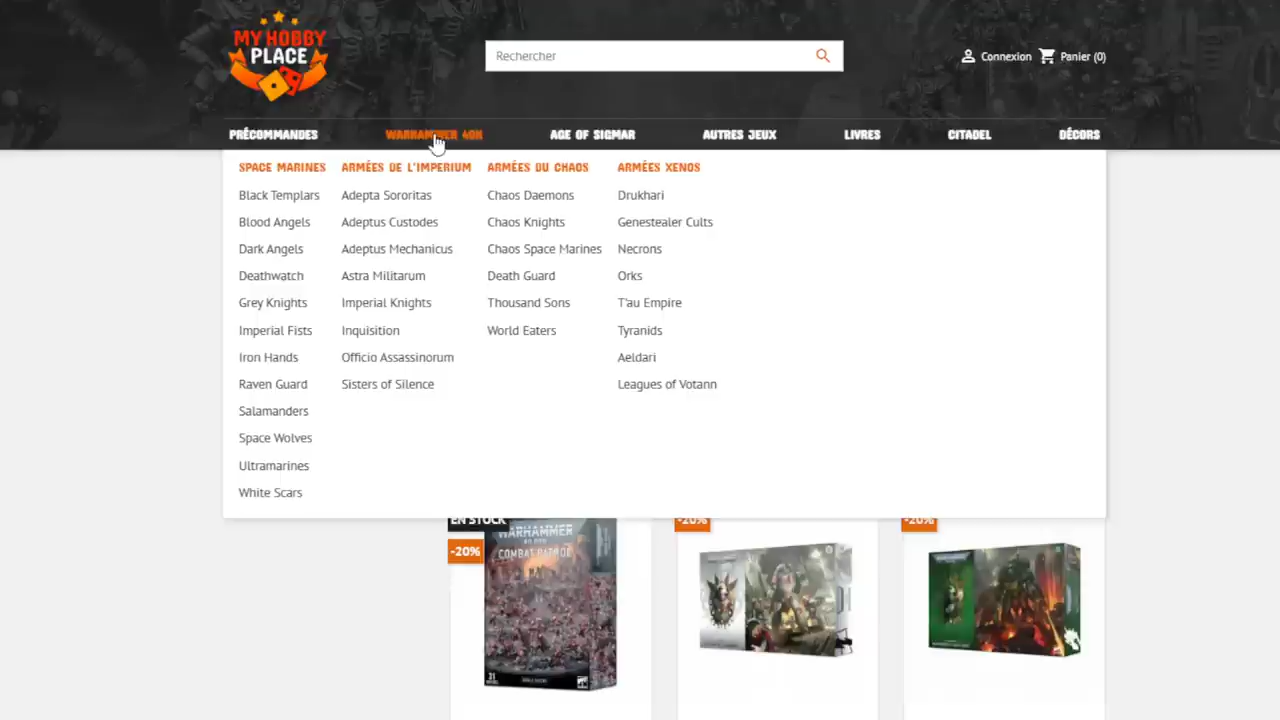 MY HOBBY
PLACE
Rechercher
Connexion
Panier (0)
PRÉCOMMANDES
WARHAMMER 40K
AGE OF SIGMAR
AUTRES JEUX
LIVRES
CITADEL
DÉCORS
SPACE MARINES
Black Templars
Blood Angels
Dark Angels
Deathwatch
Grey Knights
Imperial Fists
Iron Hands
Raven Guard
Salamanders
Space Wolves
Ultramarines
White Scars
ARMÉES DE L'IMPERIUM
Adepta Sororitas
Adeptus Custodes
Adeptus Mechanicus
Astra Militarum
Imperial Knights
Inquisition
Officio Assassinorum
Sisters of Silence
ARMÉES DU CHAOS
Chaos Daemons
Chaos Knights
Chaos Space Marines
Death Guard
Thousand Sons
World Eaters
ARMÉES XENOS
Drukhari
Genestealer Cults
Necrons
Orks
T'au Empire
Tyranids
Aeldari
Leagues of Votann
EN STOCK
-20%
WARHAMMER
40,000
COMBAT PATROL
31
-20%
-20%